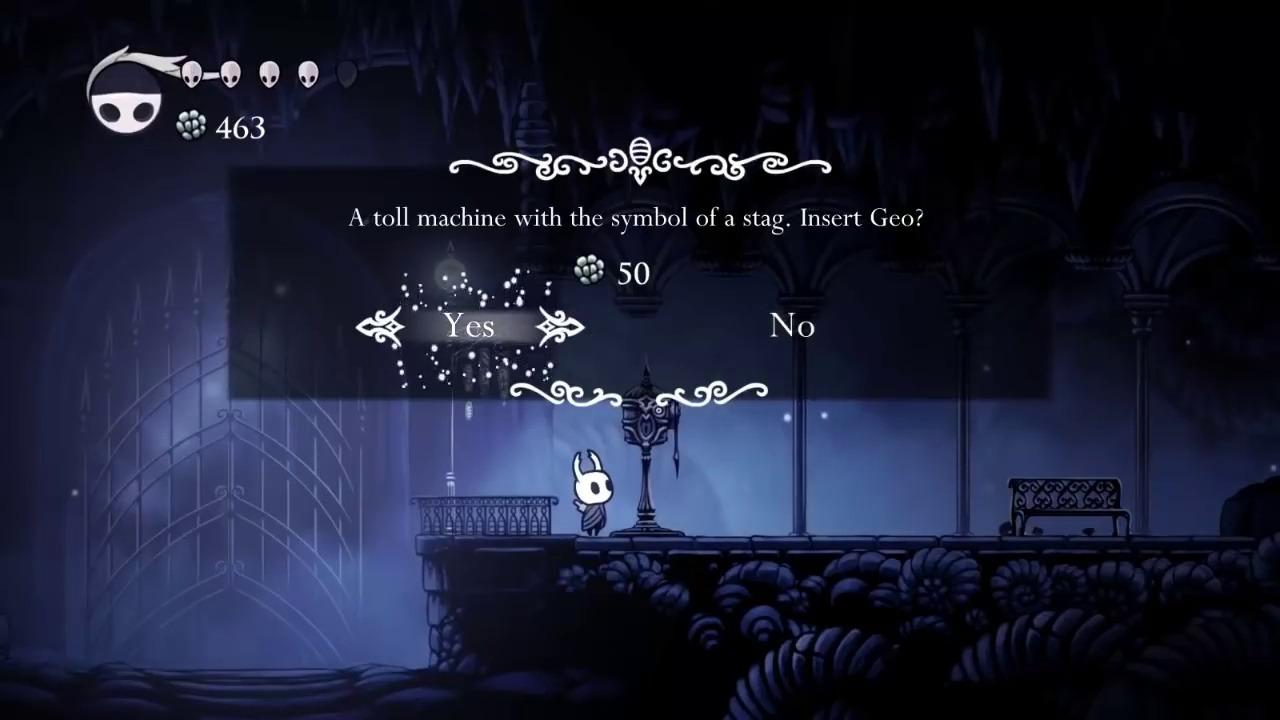 463
A toll machine with the symbol of a stag. Insert Geo?
50
Yes No